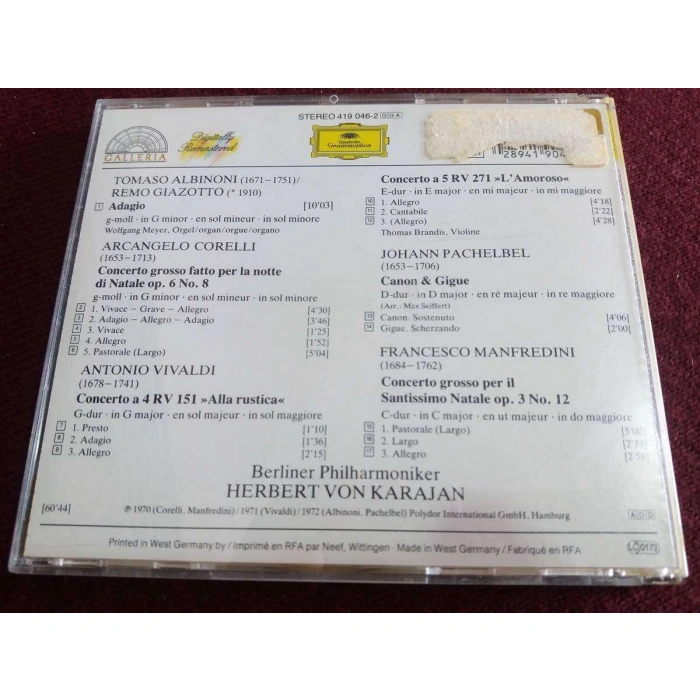 STEREO 419 046-2 GGA
GALLERIA
Digitally
Remastered
Deutsche
Grammophon
28941 904
TOMASO ALBINONI (1671–1751)/
REMO GIAZOTTO (* 1910)
1 Adagio [10'03]
g-moll · in G minor · en sol mineur · in sol minore
Wolfgang Meyer, Orgel/organ/orgue/organo
ARCANGELO CORELLI
(1653-1713)
Concerto grosso fatto per la notte
di Natale op. 6 No. 8
g-moll · in G minor · en sol mineur · in sol minore
2 1. Vivace – Grave – Allegro [4'30]
3 2. Adagio – Allegro – Adagio [3'46]
4 3. Vivace [1'25]
5 4. Allegro [1'52]
6 5. Pastorale (Largo) [5'04]
ANTONIO VIVALDI
(1678-1741)
Concerto a 4 RV 151 »Alla rustica«
G-dur · in G major · en sol majeur · in sol maggiore
7 1. Presto [1'10]
8 2. Adagio [1'36]
9 3. Allegro [2'15]
Concerto a 5 RV 271 »L'Amoroso«
E-dur · in E major · en mi majeur · in mi maggiore
10 1. Allegro [4'18]
11 2. Cantabile [2'22]
12 3. (Allegro) [4'28]
Thomas Brandis, Violine
JOHANN PACHELBEL
(1653-1706)
Canon & Gigue
D-dur · in D major · en ré majeur · in re maggiore
(Arr.: Max Seiffert)
13 Canon. Sostenuto [4'06]
14 Gigue. Scherzando [2'00]
FRANCESCO MANFREDINI
(1684-1762)
Concerto grosso per il
Santissimo Natale op. 3 No. 12
C-dur · in C major · en ut majeur · in do maggiore
15 1. Pastorale (Largo)
16 2. Largo [2'58]
17 3. Allegro [2'58]
Berliner Philharmoniker
HERBERT VON KARAJAN
[60'44]
℗ 1970 (Corelli, Manfredini) / 1971 (Vivaldi) / 1972 (Albinoni, Pachelbel) Polydor International GmbH, Hamburg
ADD
Printed in West Germany by / Imprimé en RFA par Neef, Wittingen · Made in West Germany / Fabriqué en RFA
LC 0173